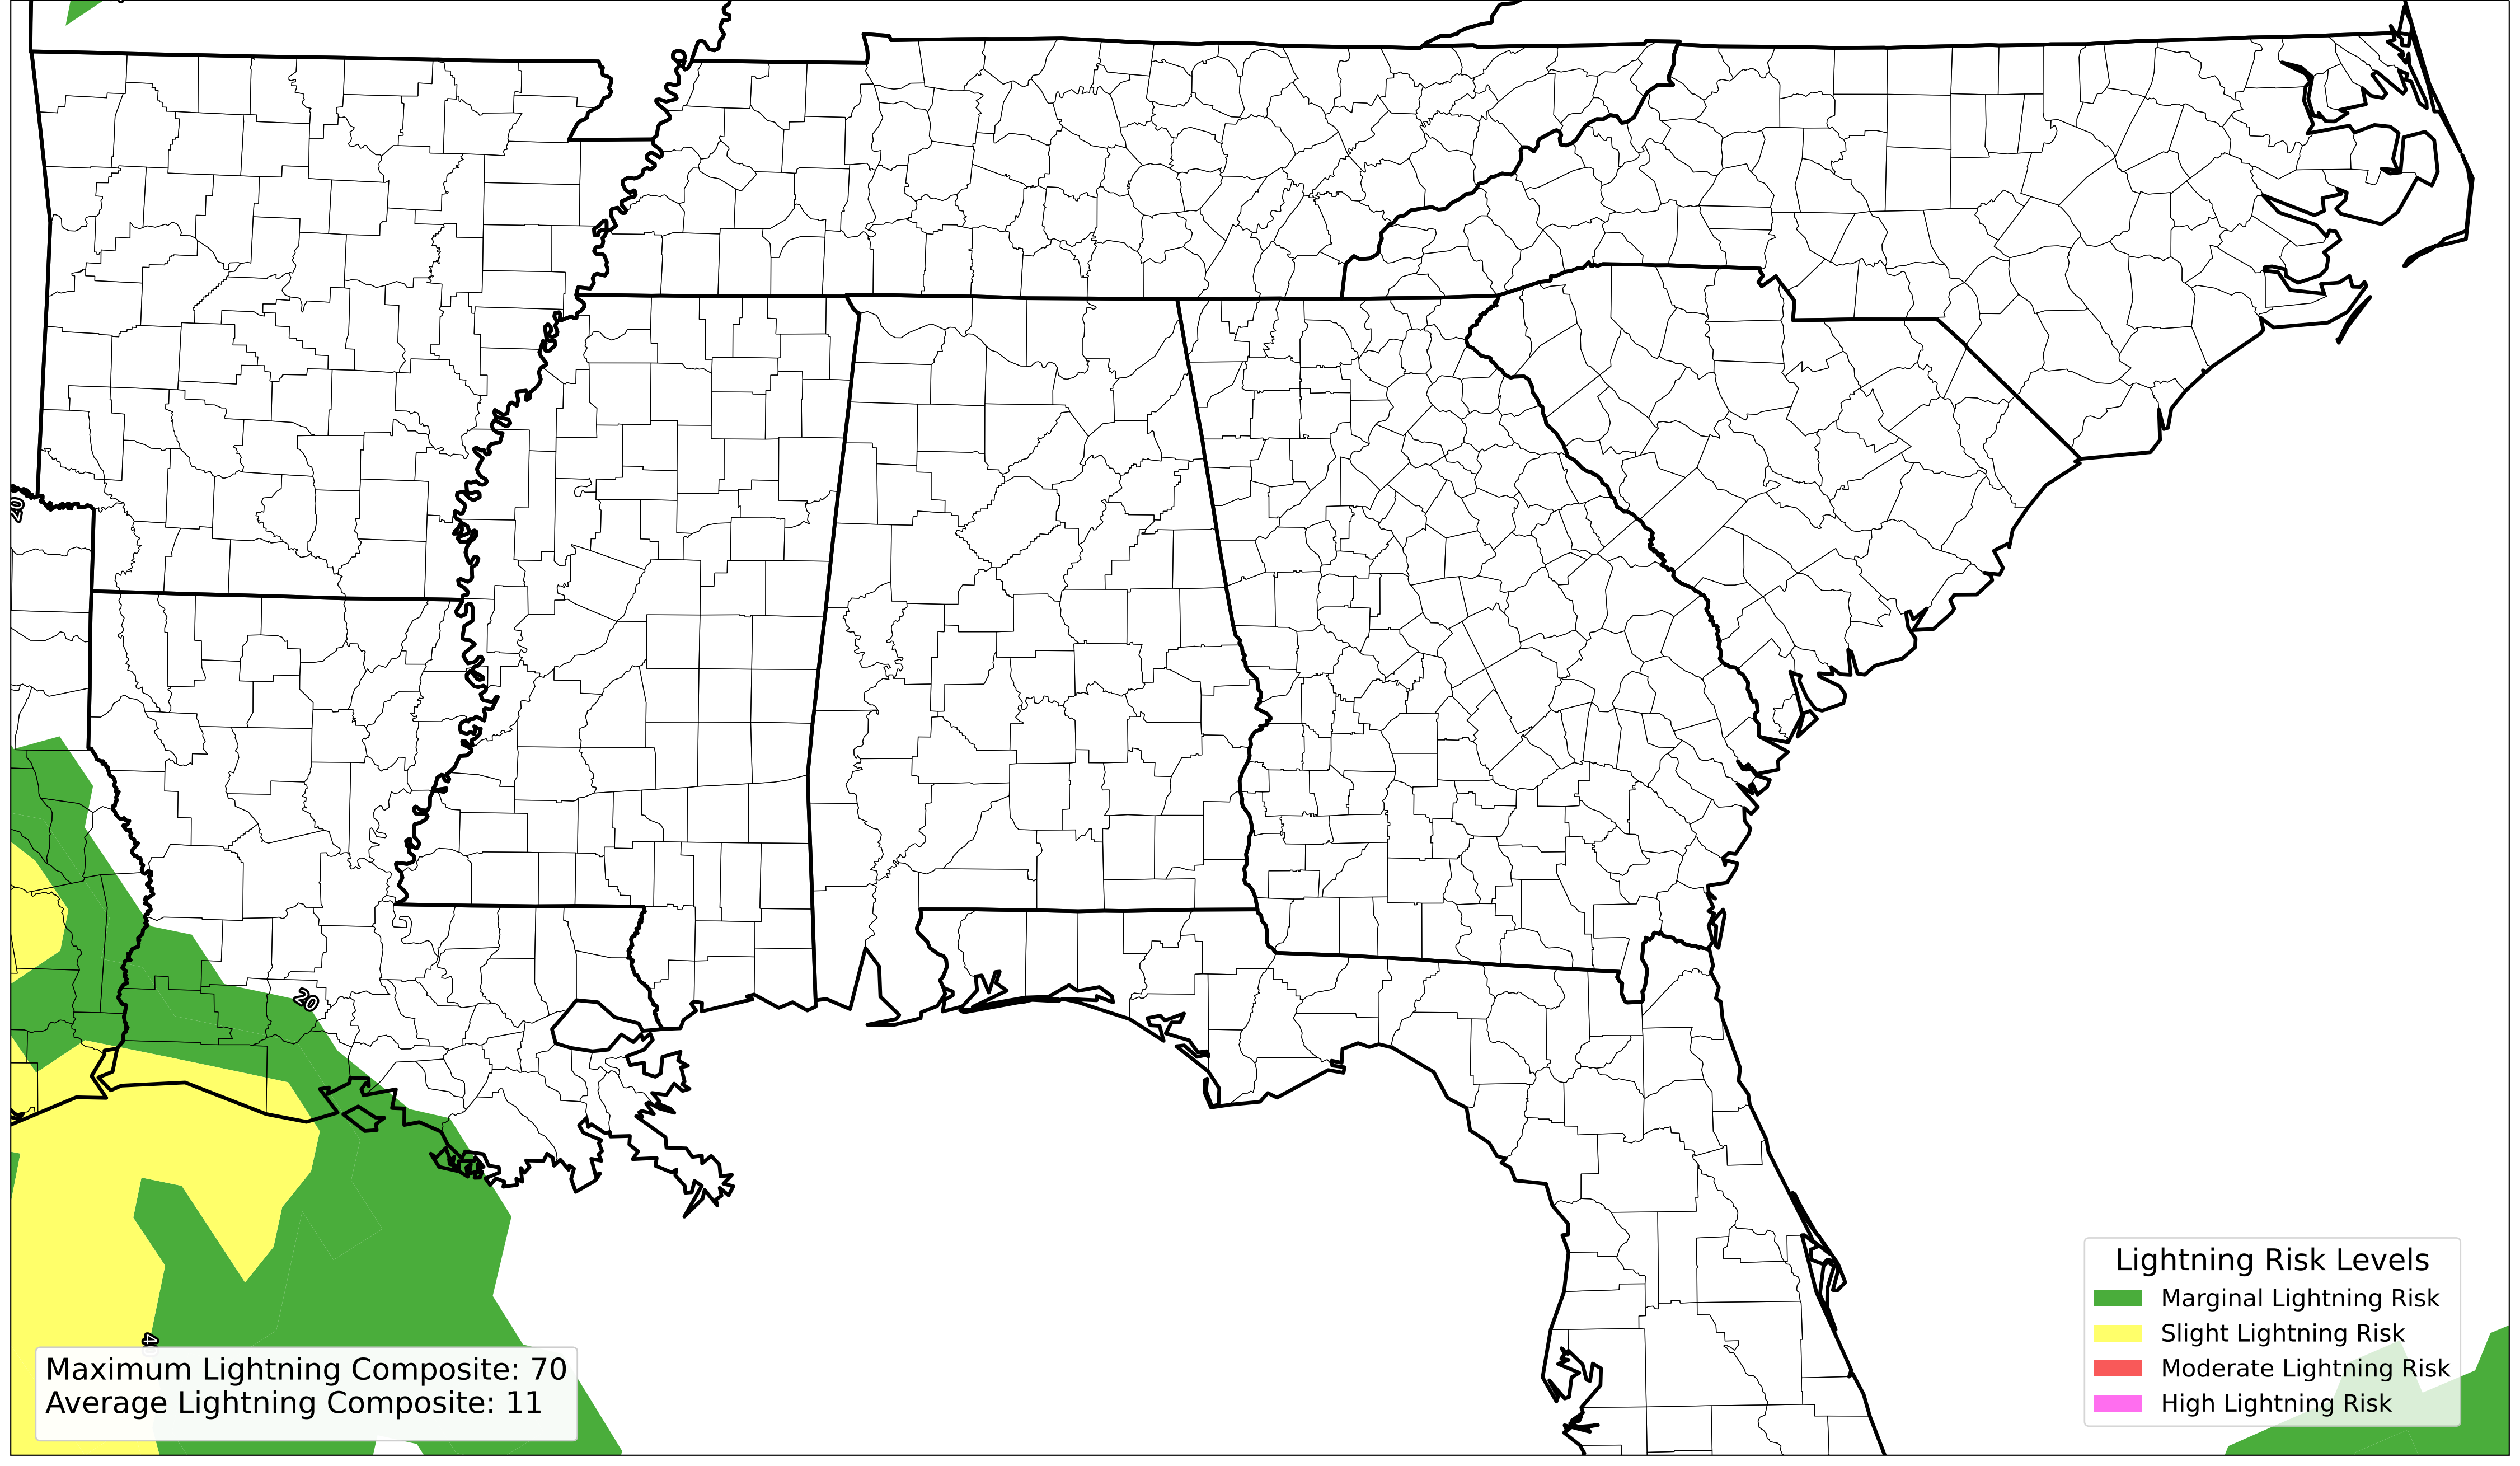 20
20
Lightning Risk Levels
Marginal Lightning Risk
Slight Lightning Risk
Moderate Lightning Risk
High Lightning Risk
Maximum Lightning Composite: 70
Average Lightning Composite: 11